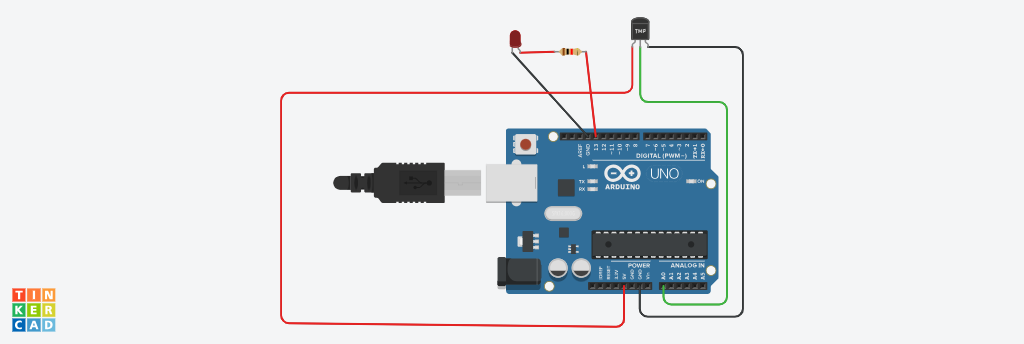 TMP
AREF
GND
13
12
~11
~10
~9
8
7
~6
~5
4
~3
2
TX→1
RX←0
DIGITAL (PWM~)
L
TX
RX
ARDUINO
UNO
ON
POWER
ANALOG IN
IOREF
RESET
3.3V
5V
GND
GND
Vin
A0
A1
A2
A3
A4
A5
TIN
KER
CAD